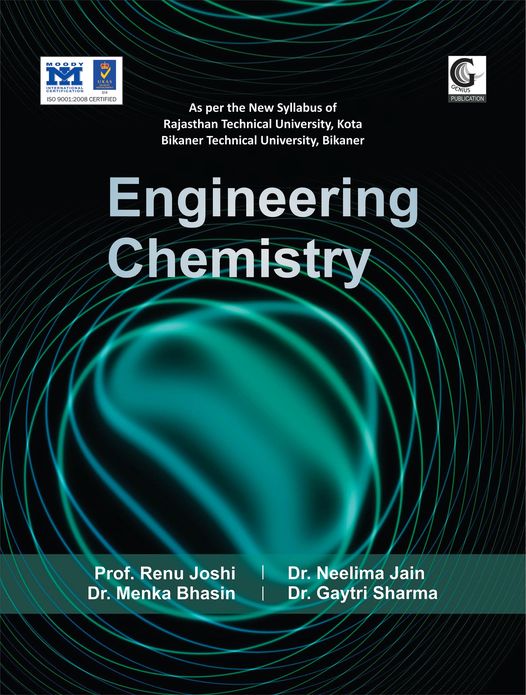 MOODY
INTERNATIONAL
CERTIFICATION
UKAS
ISO 9001:2008 CERTIFIED
G
GENIUS
PUBLICATION
As per the New Syllabus of
Rajasthan Technical University, Kota
Bikaner Technical University, Bikaner
Engineering
Chemistry
Prof. Renu Joshi | Dr. Neelima Jain
Dr. Menka Bhasin | Dr. Gaytri Sharma